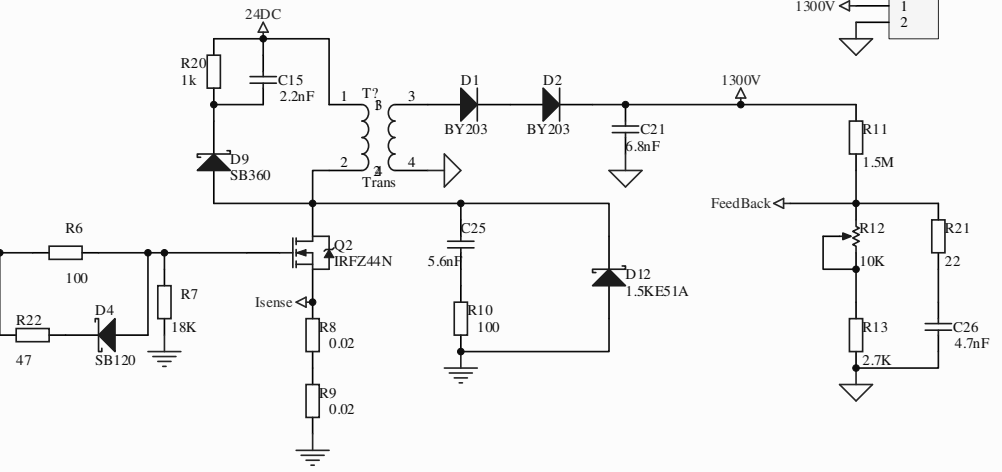 24DC
1300V
1
2
R20
1k
C15
2.2nF
T?
1
3
D1
D2
1300V
BY203
BY203
C21
6.8nF
R11
1.5M
D9
SB360
2
4
Trans
FeedBack
R6
100
Q2
IRFZ44N
C25
5.6nF
R12
10K
R21
22
D12
1.5KE51A
R7
18K
Isense
R22
47
D4
SB120
R8
0.02
R10
100
R13
2.7K
C26
4.7nF
R9
0.02